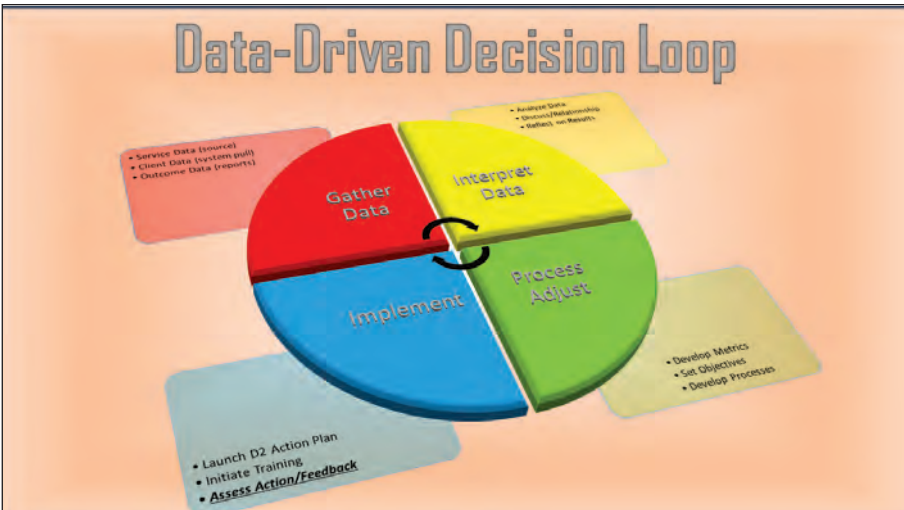 Data-Driven Decision Loop
• Service Data (source)
• Client Data (system pull)
• Outcome Data (reports)
Gather
Data
• Analyze Data
• Discuss/Relationship
• Reflect on Results
Interpret
Data
Process
Adjust
• Develop Metrics
• Set Objectives
• Develop Processes
Implement
• Launch D2 Action Plan
• Initiate Training
• Assess Action/Feedback